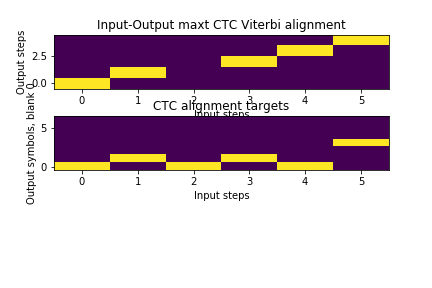 Input-Output maxt CTC Viterbi alignment
Output steps
2.5
0.0
0 1 2 3 4 5
Input steps
CTC alignment targets
Output symbols, blank 0
5
0
0 1 2 3 4 5
Input steps